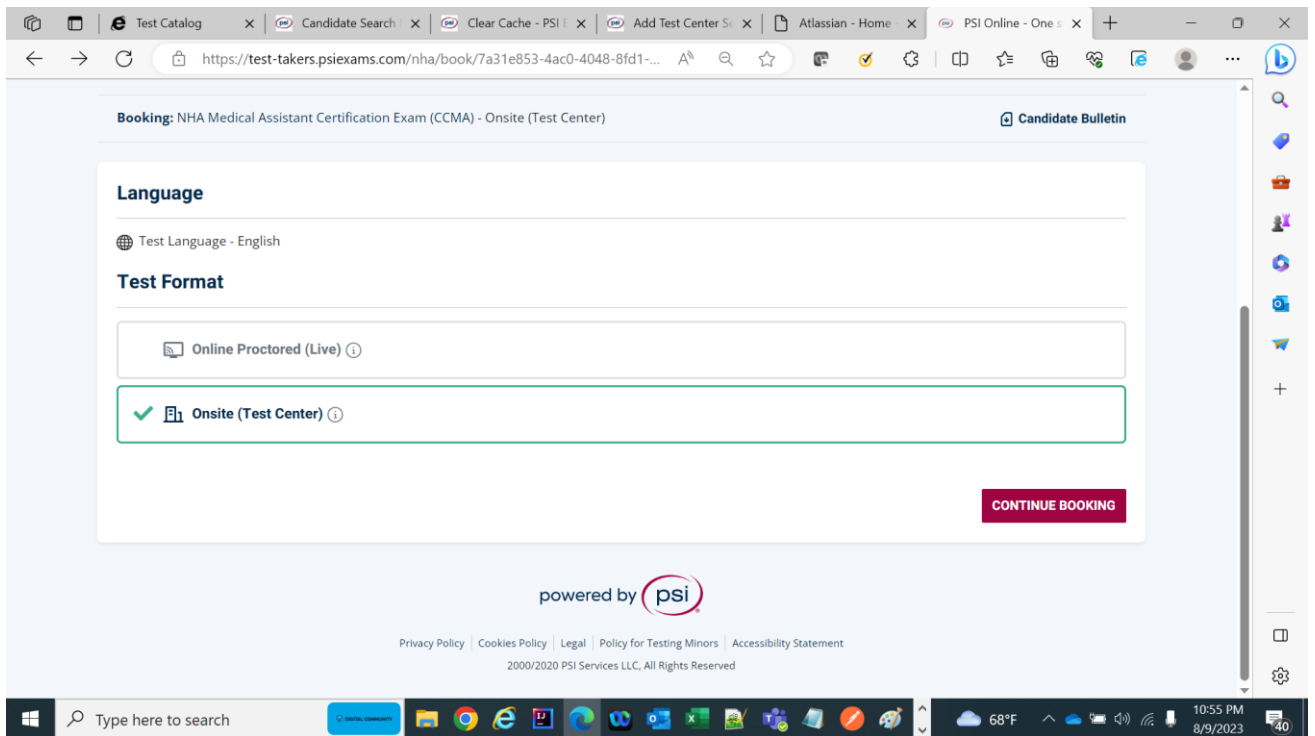 Test Catalog
Candidate Search
Clear Cache - PSI E
Add Test Center Sc
Atlassian - Home -
PSI Online - One s
https://test-takers.psiexams.com/nha/book/7a31e853-4ac0-4048-8fd1-...
Booking: NHA Medical Assistant Certification Exam (CCMA) - Onsite (Test Center)
Candidate Bulletin
Language
Test Language - English
Test Format
Online Proctored (Live)
Onsite (Test Center)
CONTINUE BOOKING
powered by psi
Privacy Policy | Cookies Policy | Legal | Policy for Testing Minors | Accessibility Statement
2000/2020 PSI Services LLC, All Rights Reserved
Type here to search
DIGITAL COMMUNITY
68°F
10:55 PM
8/9/2023
40